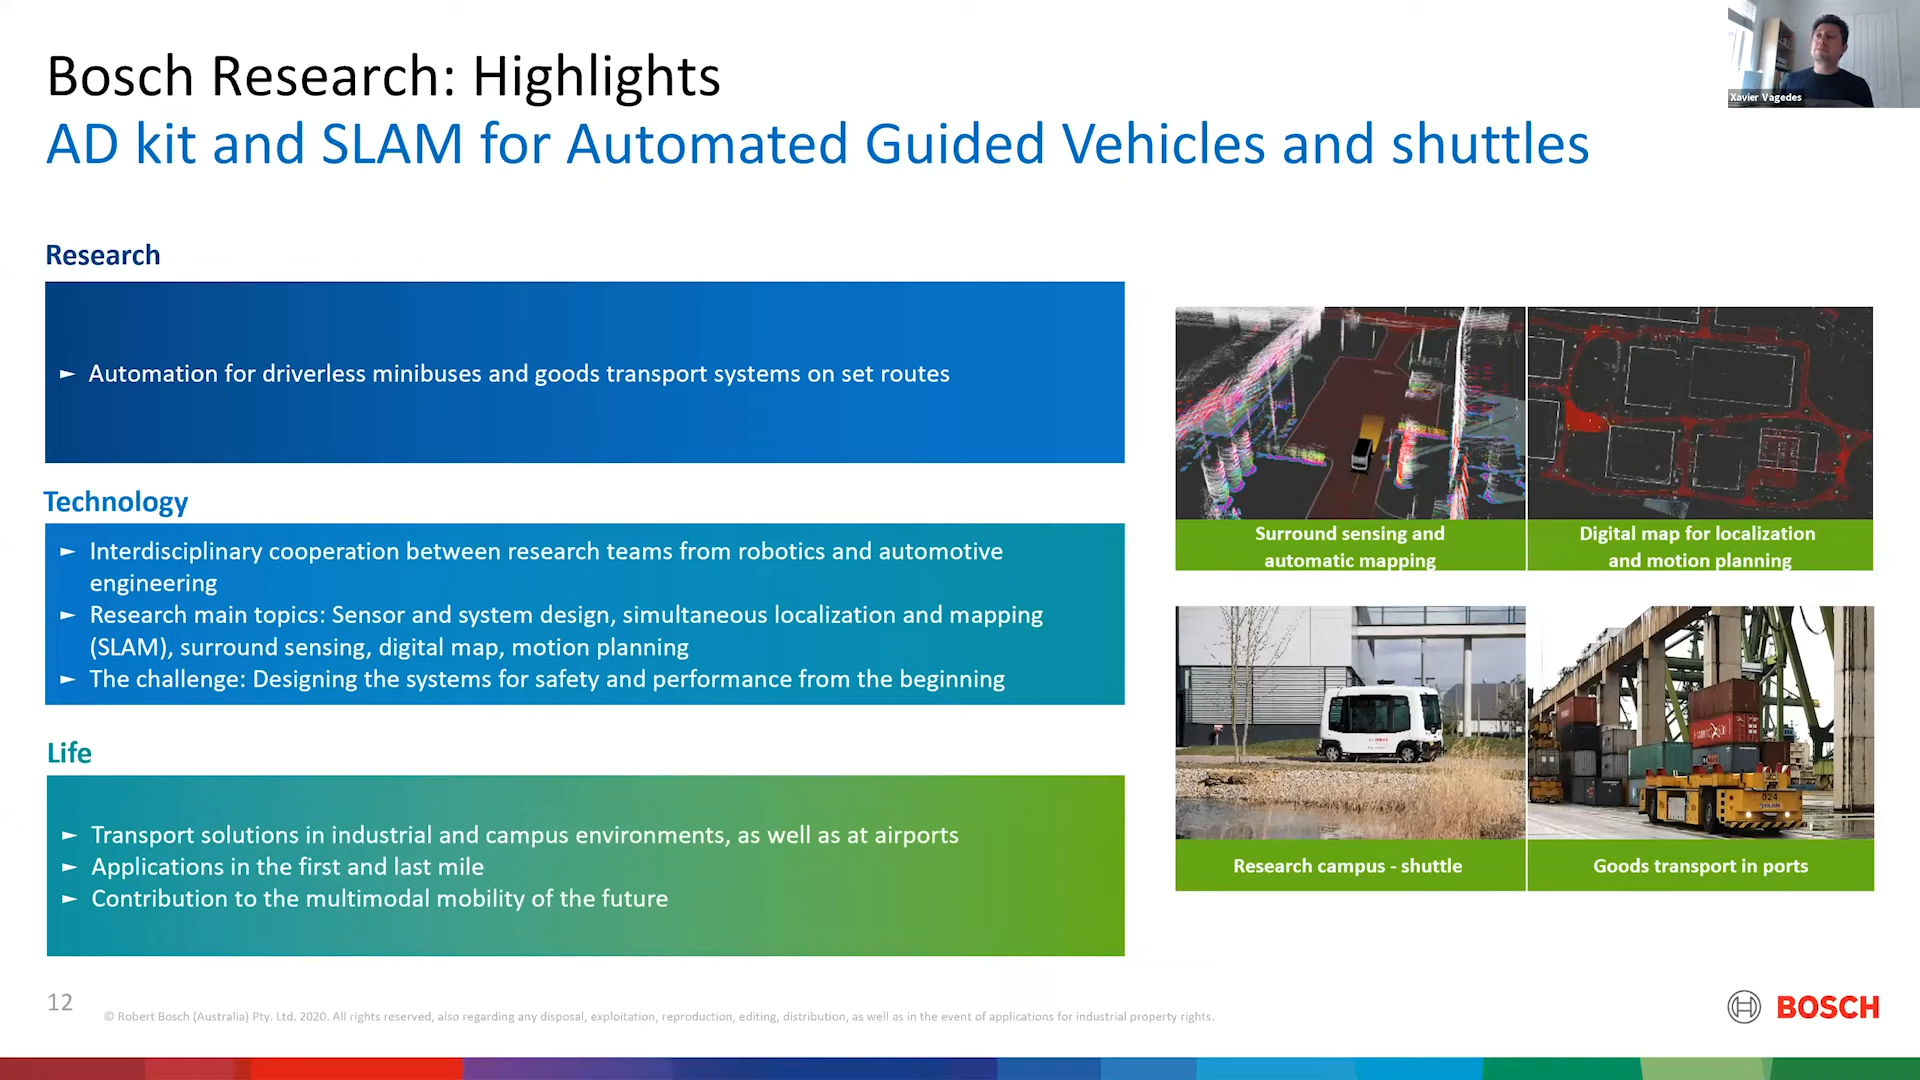 Bosch Research: Highlights
AD kit and SLAM for Automated Guided Vehicles and shuttles
Xavier Vagedes
Research
► Automation for driverless minibuses and goods transport systems on set routes
Technology
► Interdisciplinary cooperation between research teams from robotics and automotive
engineering
► Research main topics: Sensor and system design, simultaneous localization and mapping
(SLAM), surround sensing, digital map, motion planning
► The challenge: Designing the systems for safety and performance from the beginning
Life
► Transport solutions in industrial and campus environments, as well as at airports
► Applications in the first and last mile
► Contribution to the multimodal mobility of the future
Surround sensing and
automatic mapping
Digital map for localization
and motion planning
024
Research campus - shuttle
Goods transport in ports
12
© Robert Bosch (Australia) Pty. Ltd. 2020. All rights reserved, also regarding any disposal, exploitation, reproduction, editing, distribution, as well as in the event of applications for industrial property rights.
BOSCH